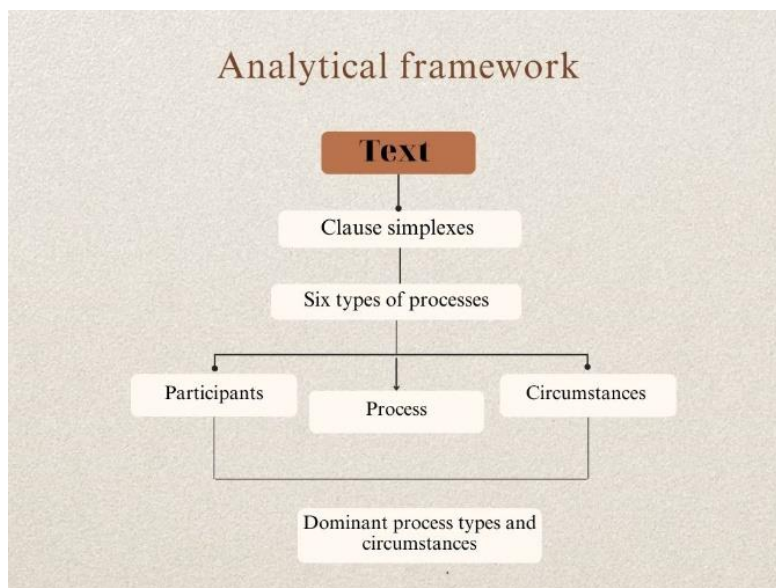 Analytical framework
Text
Clause simplexes
Six types of processes
Participants
Process
Circumstances
Dominant process types and
circumstances